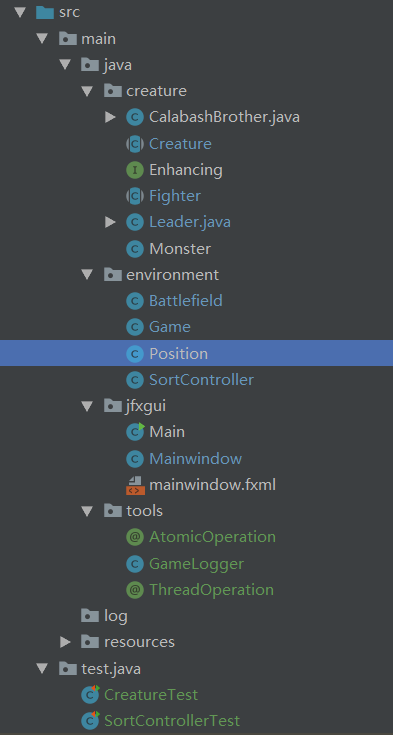 src
main
java
creature
CalabashBrother.java
Creature
Enhancing
Fighter
Leader.java
Monster
environment
Battlefield
Game
Position
SortController
jfxgui
Main
Mainwindow
mainwindow.fxml
tools
AtomicOperation
GameLogger
ThreadOperation
log
resources
test.java
CreatureTest
SortControllerTest